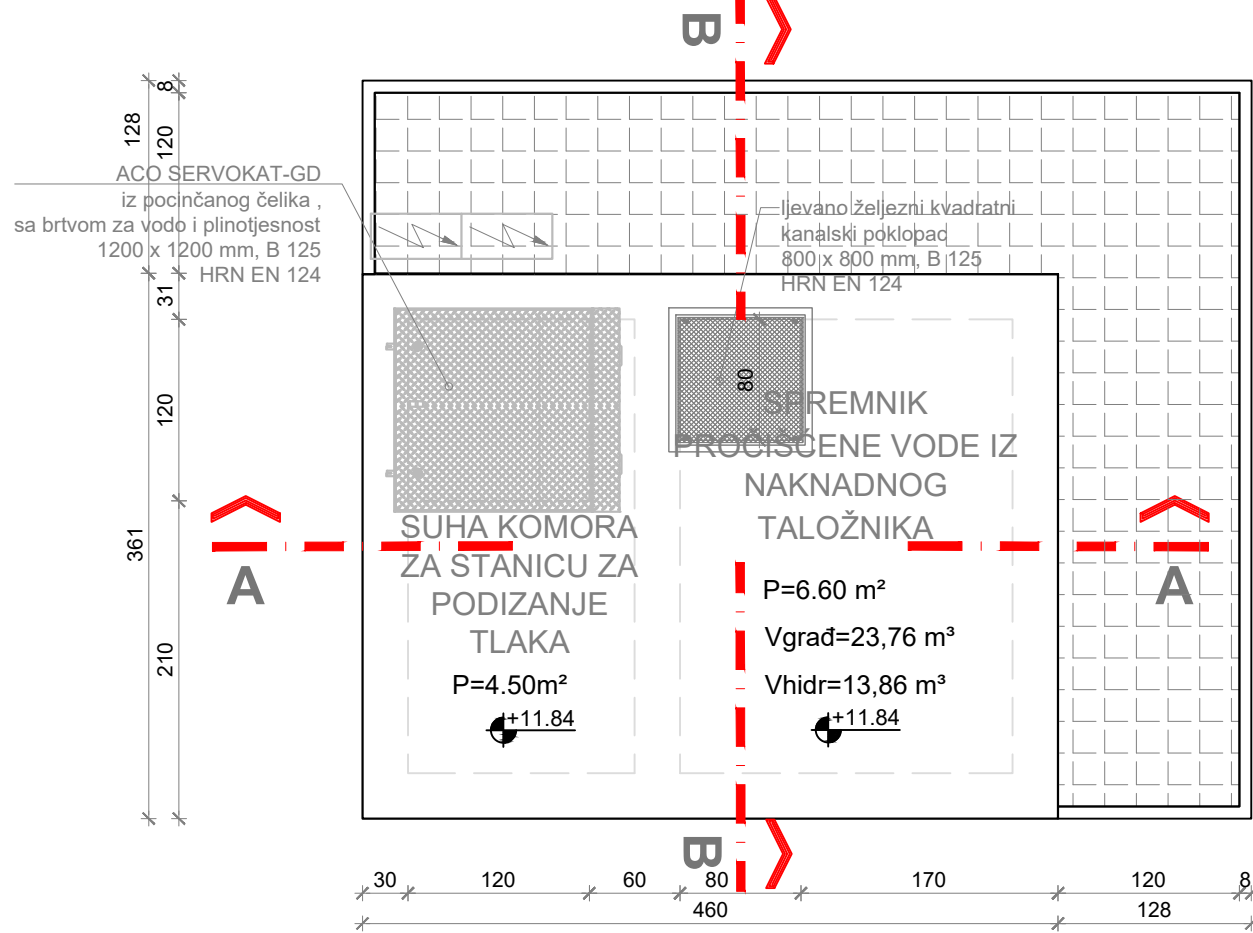 B
8
128
120
ACO SERVOKAT-GD
iz pocinčanog čelika ,
sa brtvom za vodo i plinotjesnost
1200 x 1200 mm, B 125
HRN EN 124
ljevano željezni kvadratni
kanalski poklopac
800 x 800 mm, B 125
HRN EN 124
31
120
361
210
80
SPREMNIK
PROČIŠĆENE VODE IZ
NAKNADNOG
TALOŽNIKA
P=6.60 m²
Vgrađ=23,76 m³
Vhidr=13,86 m³
+11.84
SUHA KOMORA
ZA STANICU ZA
PODIZANJE
TLAKA
P=4.50m²
+11.84
A
A
B
30
120
60
80
170
120
8
460
128